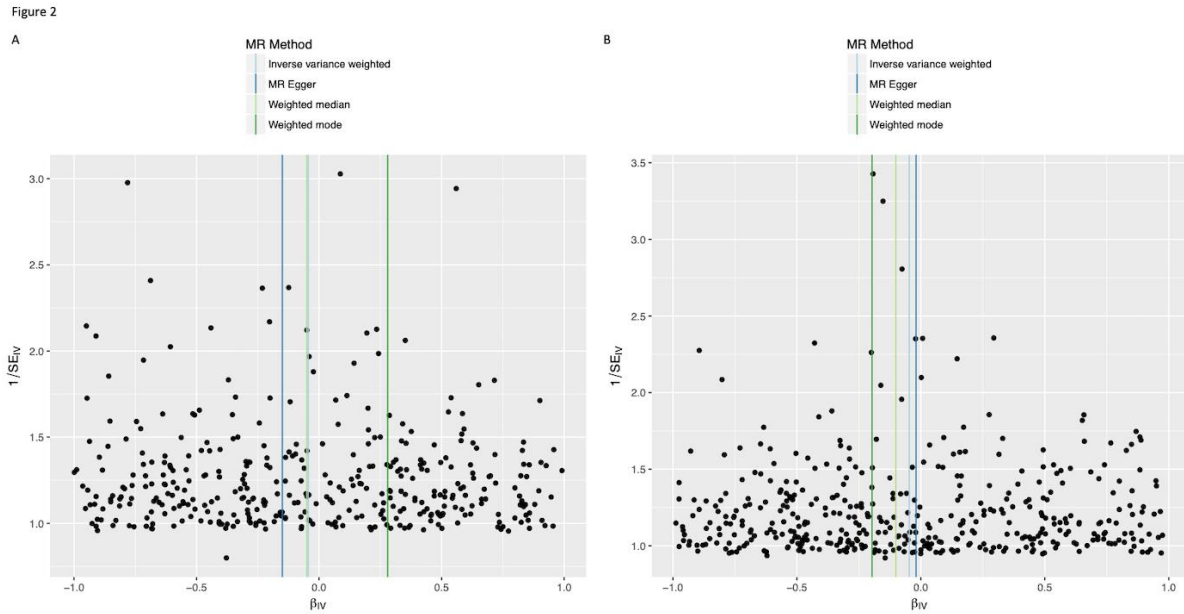 Figure 2
A
MR Method
Inverse variance weighted
MR Egger
Weighted median
Weighted mode
3.0
2.5
2.0
1.5
1.0
1/SE_IV
−1.0 −0.5 0.0 0.5 1.0
β_IV
B
MR Method
Inverse variance weighted
MR Egger
Weighted median
Weighted mode
3.5
3.0
2.5
2.0
1.5
1.0
1/SE_IV
−1.0 −0.5 0.0 0.5 1.0
β_IV